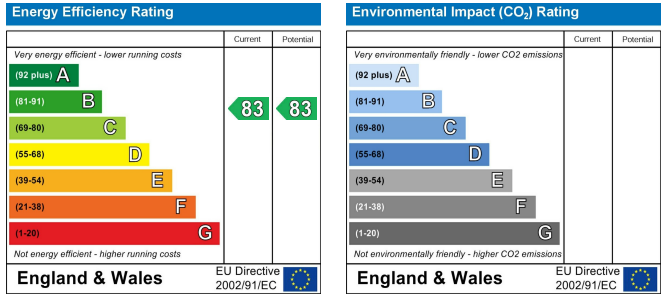 Energy Efficiency Rating
Current Potential
Very energy efficient - lower running costs
(92 plus) A
(81-91) B
83 83
(69-80) C
(55-68) D
(39-54) E
(21-38) F
(1-20) G
Not energy efficient - higher running costs
England & Wales
EU Directive
2002/91/EC
Environmental Impact (CO₂) Rating
Current Potential
Very environmentally friendly - lower CO2 emissions
(92 plus) A
(81-91) B
(69-80) C
(55-68) D
(39-54) E
(21-38) F
(1-20) G
Not environmentally friendly - higher CO2 emissions
England & Wales
EU Directive
2002/91/EC